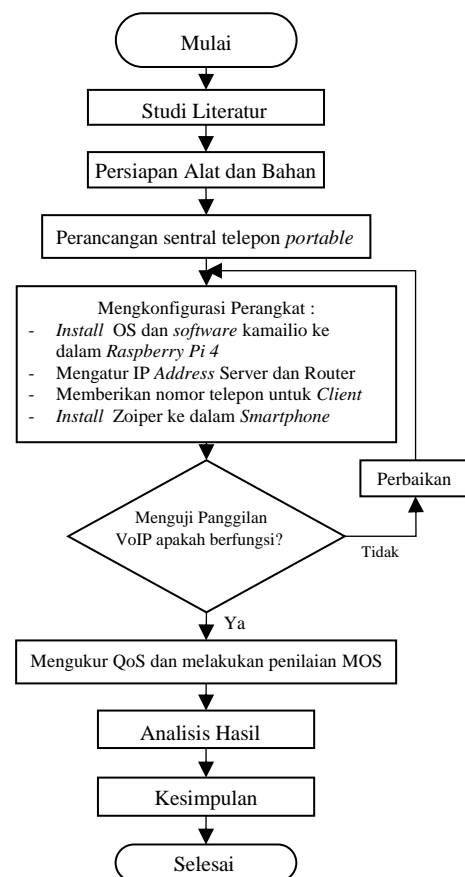 Mulai
Studi Literatur
Persiapan Alat dan Bahan
Perancangan sentral telepon portable
Mengkonfigurasi Perangkat :
- Install OS dan software kamailio ke
dalam Raspberry Pi 4
- Mengatur IP Address Server dan Router
- Memberikan nomor telepon untuk Client
- Install Zoiper ke dalam Smartphone
Perbaikan
Menguji Panggilan
VoIP apakah berfungsi?
Tidak
Ya
Mengukur QoS dan melakukan penilaian MOS
Analisis Hasil
Kesimpulan
Selesai